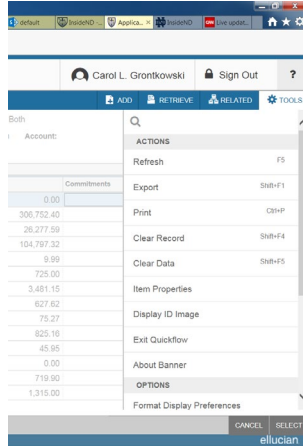 default
InsideND -...
Applica...
InsideND
Live updat...
Carol L. Grontkowski
Sign Out
?
ADD
RETRIEVE
RELATED
TOOLS
Both
Account:
ACTIONS
Commitments
Refresh F5
0.00
Export Shift+F1
306,752.40
Print Ctrl+P
26,277.59
104,797.32
Clear Record Shift+F4
9.99
Clear Data Shift+F5
725.00
3,481.15
Item Properties
627.62
Display ID Image
75.27
825.16
Exit Quickflow
45.95
0.00
About Banner
719.90
OPTIONS
1,315.00
Format Display Preferences
CANCEL
SELECT
ellucian